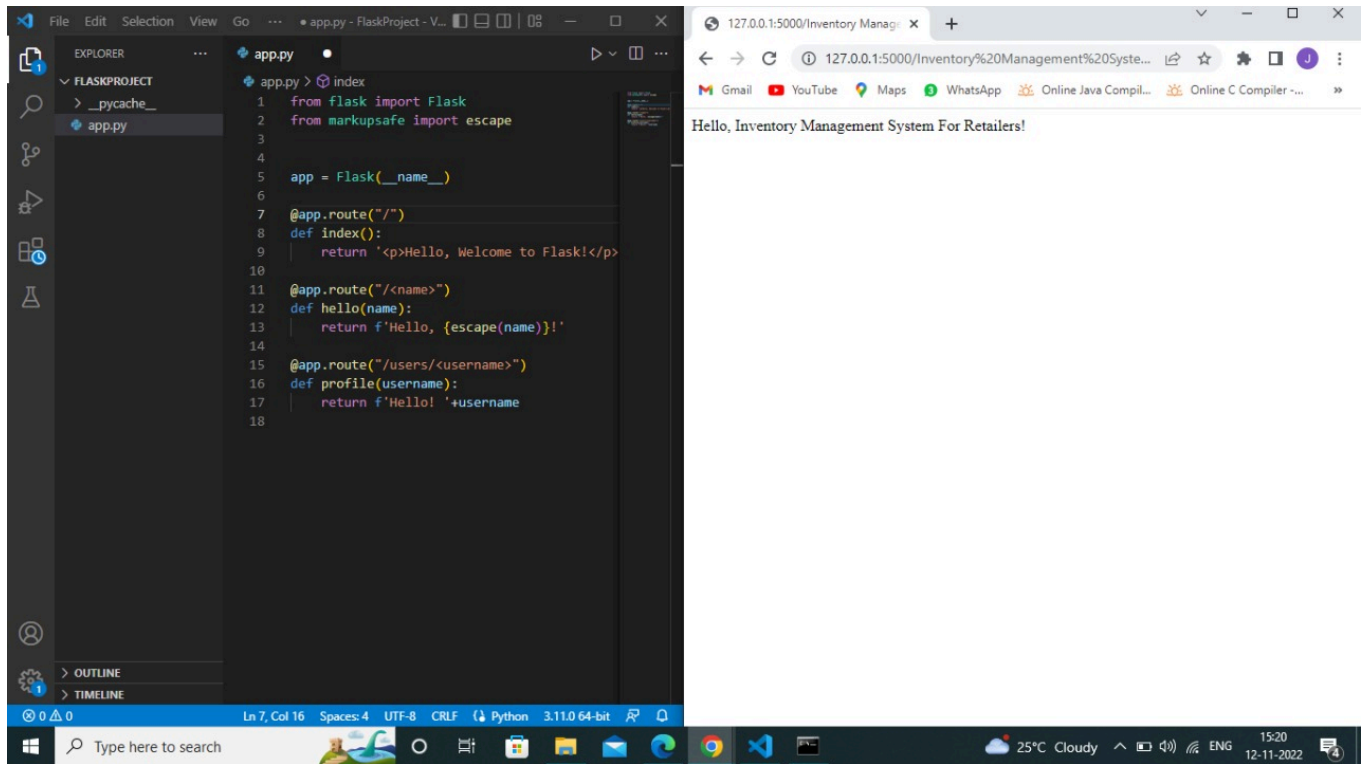 File Edit Selection View Go ··· ● app.py - FlaskProject - V...
EXPLORER ···
FLASKPROJECT
> __pycache__
app.py
OUTLINE
TIMELINE
app.py ●
app.py > index
1 from flask import Flask
2 from markupsafe import escape
3
4
5 app = Flask(__name__)
6
7 @app.route("/")
8 def index():
9 return '<p>Hello, Welcome to Flask!</p>
10
11 @app.route("/<name>")
12 def hello(name):
13 return f'Hello, {escape(name)}!'
14
15 @app.route("/users/<username>")
16 def profile(username):
17 return f'Hello! '+username
18
0 0 Ln 7, Col 16 Spaces: 4 UTF-8 CRLF Python 3.11.0 64-bit
127.0.0.1:5000/Inventory Manage
127.0.0.1:5000/Inventory%20Management%20Syste... J
Gmail YouTube Maps WhatsApp Online Java Compil... Online C Compiler -... »
Hello, Inventory Management System For Retailers!
Type here to search 25°C Cloudy ENG 15:20
12-11-2022 4